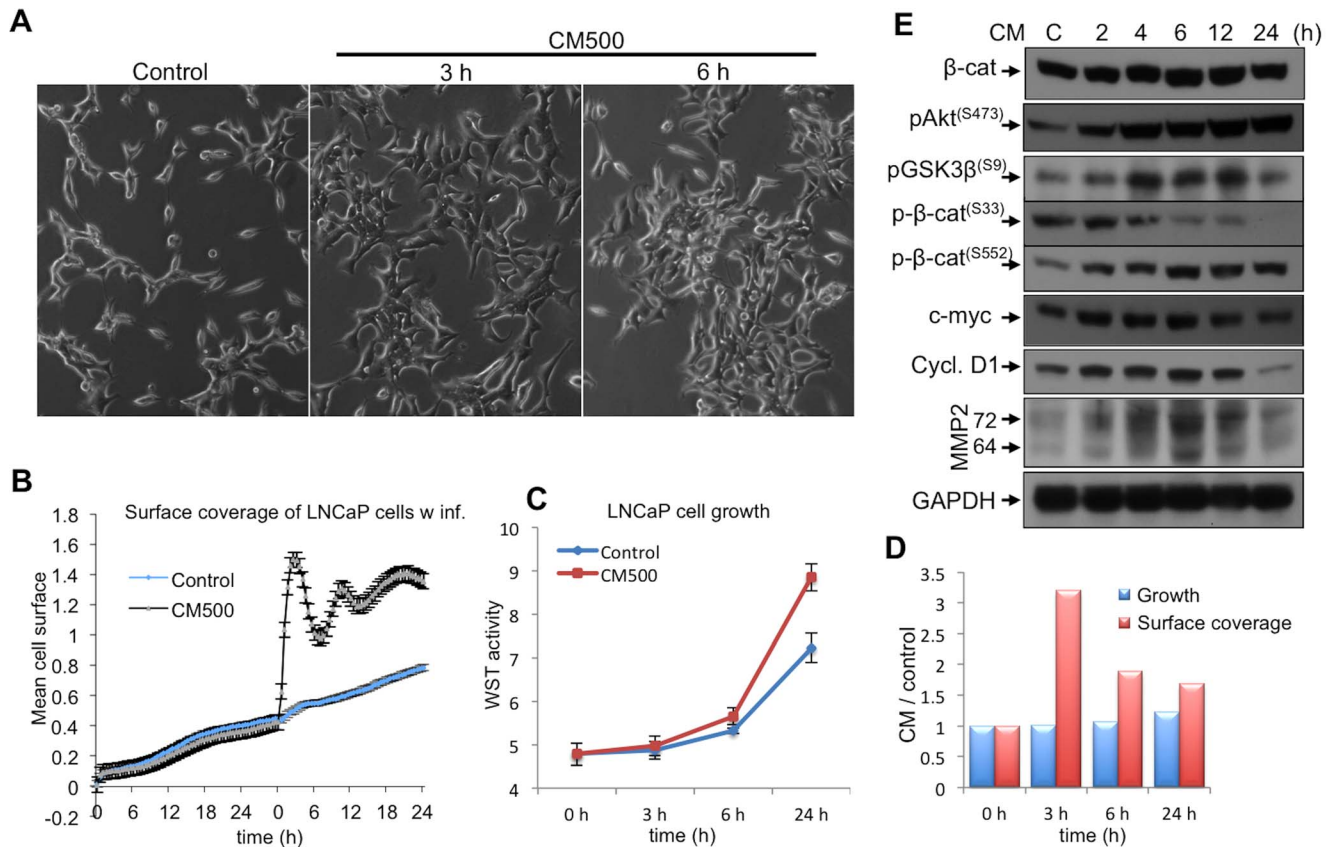 A
CM500
Control
3 h
6 h
B
Surface coverage of LNCaP cells w inf.
Mean cell surface
1.8
1.6
1.4
1.2
1.0
0.8
0.6
0.4
0.2
0
-0.2
Control
CM500
0 6 12 18 24 0 6 12 18 24
time (h)
C
LNCaP cell growth
WST activity
10
9
8
7
6
5
4
Control
CM500
0 h 3 h 6 h 24 h
time (h)
E
CM C 2 4 6 12 24 (h)
β-cat
pAkt(S473)
pGSK3β(S9)
p-β-cat(S33)
p-β-cat(S552)
c-myc
Cycl. D1
MMP2
72
64
GAPDH
D
CM / control
3.5
3
2.5
2
1.5
1
0.5
0
Growth
Surface coverage
0 h 3 h 6 h 24 h
time (h)